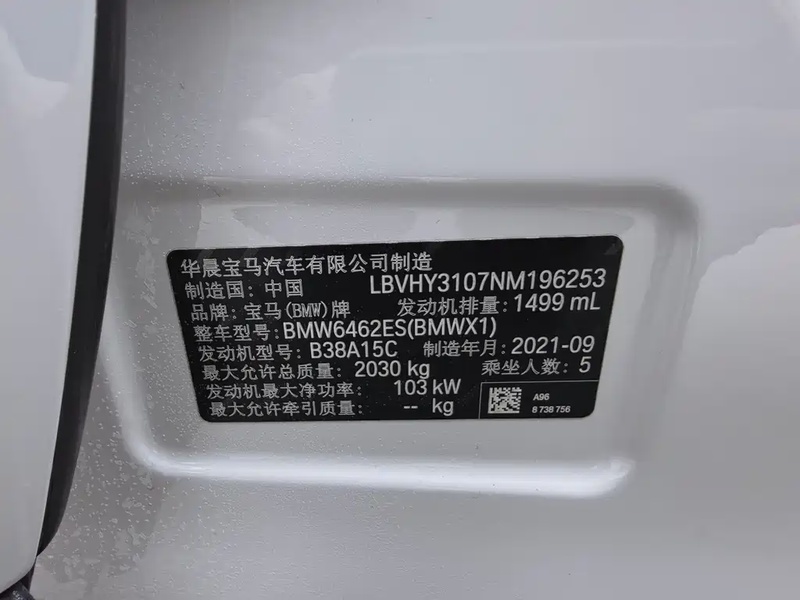 华晨宝马汽车有限公司制造
制造国: 中国 LBVHY3107NM196253
品牌: 宝马(BMW)牌 发动机排量: 1499 mL
整车型号: BMW6462ES(BMWX1)
发动机型号: B38A15C 制造年月: 2021-09
最大允许总质量: 2030 kg 乘坐人数: 5
发动机最大净功率: 103 kW
最大允许牵引质量: -- kg
A96
8 738 756